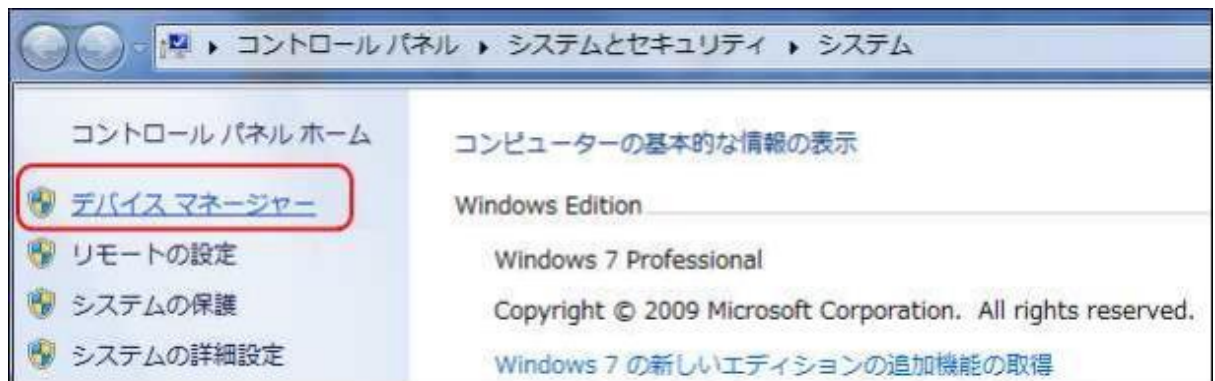 コントロール パネル ▸ システムとセキュリティ ▸ システム
コントロール パネル ホーム
デバイス マネージャー
リモートの設定
システムの保護
システムの詳細設定
コンピューターの基本的な情報の表示
Windows Edition
Windows 7 Professional
Copyright © 2009 Microsoft Corporation. All rights reserved.
Windows 7 の新しいエディションの追加機能の取得